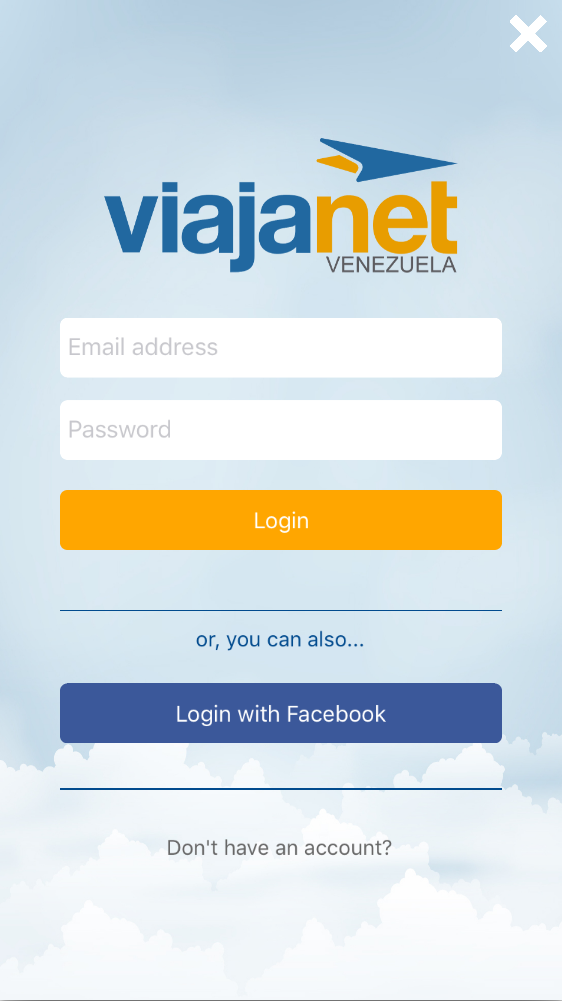 viajanet
VENEZUELA
Email address
Password
Login
or, you can also...
Login with Facebook
Don't have an account?